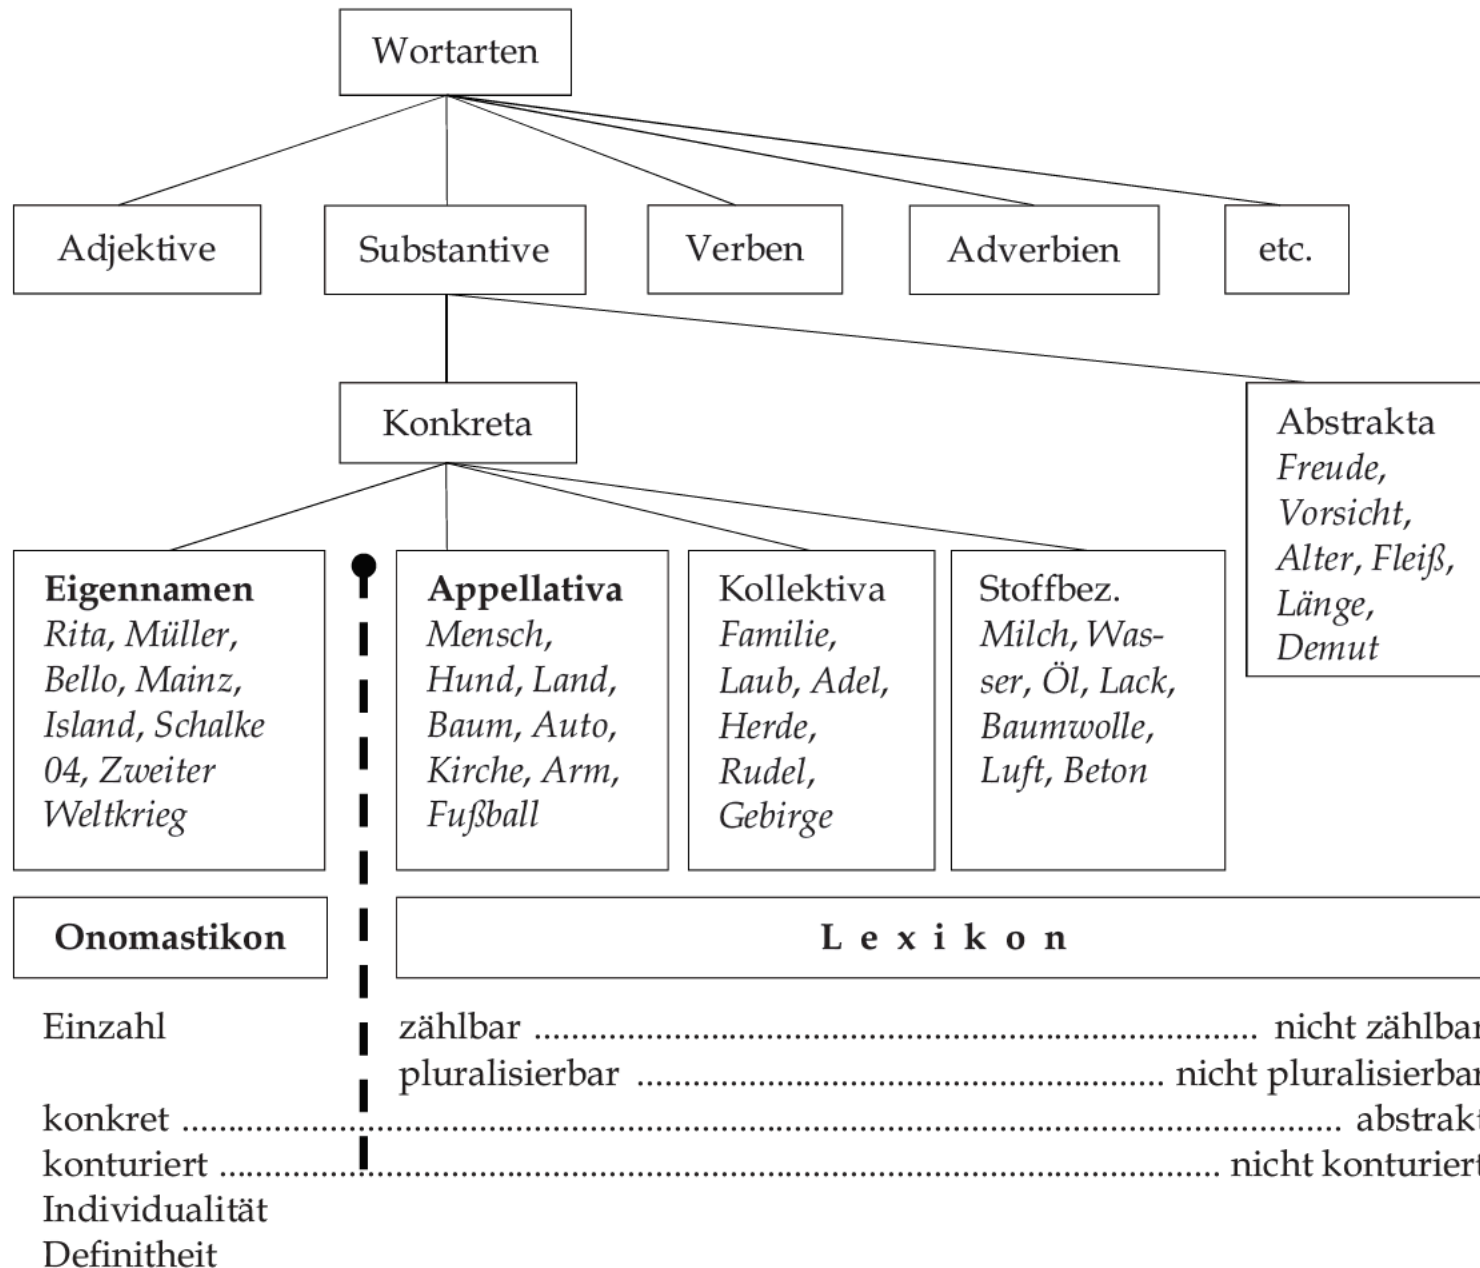 Wortarten
Adjektive
Substantive
Verben
Adverbien
etc.
Konkreta
Abstrakta
Freude,
Vorsicht,
Alter, Fleiß,
Länge,
Demut
Eigennamen
Rita, Müller,
Bello, Mainz,
Island, Schalke
04, Zweiter
Weltkrieg
Appellativa
Mensch,
Hund, Land,
Baum, Auto,
Kirche, Arm,
Fußball
Kollektiva
Familie,
Laub, Adel,
Herde,
Rudel,
Gebirge
Stoffbez.
Milch, Was-
ser, Öl, Lack,
Baumwolle,
Luft, Beton
Onomastikon
Lexikon
Einzahl zählbar ... nicht zählbar
pluralisierbar ... nicht pluralisierbar
konkret ... abstrakt
konturiert ... nicht konturiert
Individualität
Definitheit